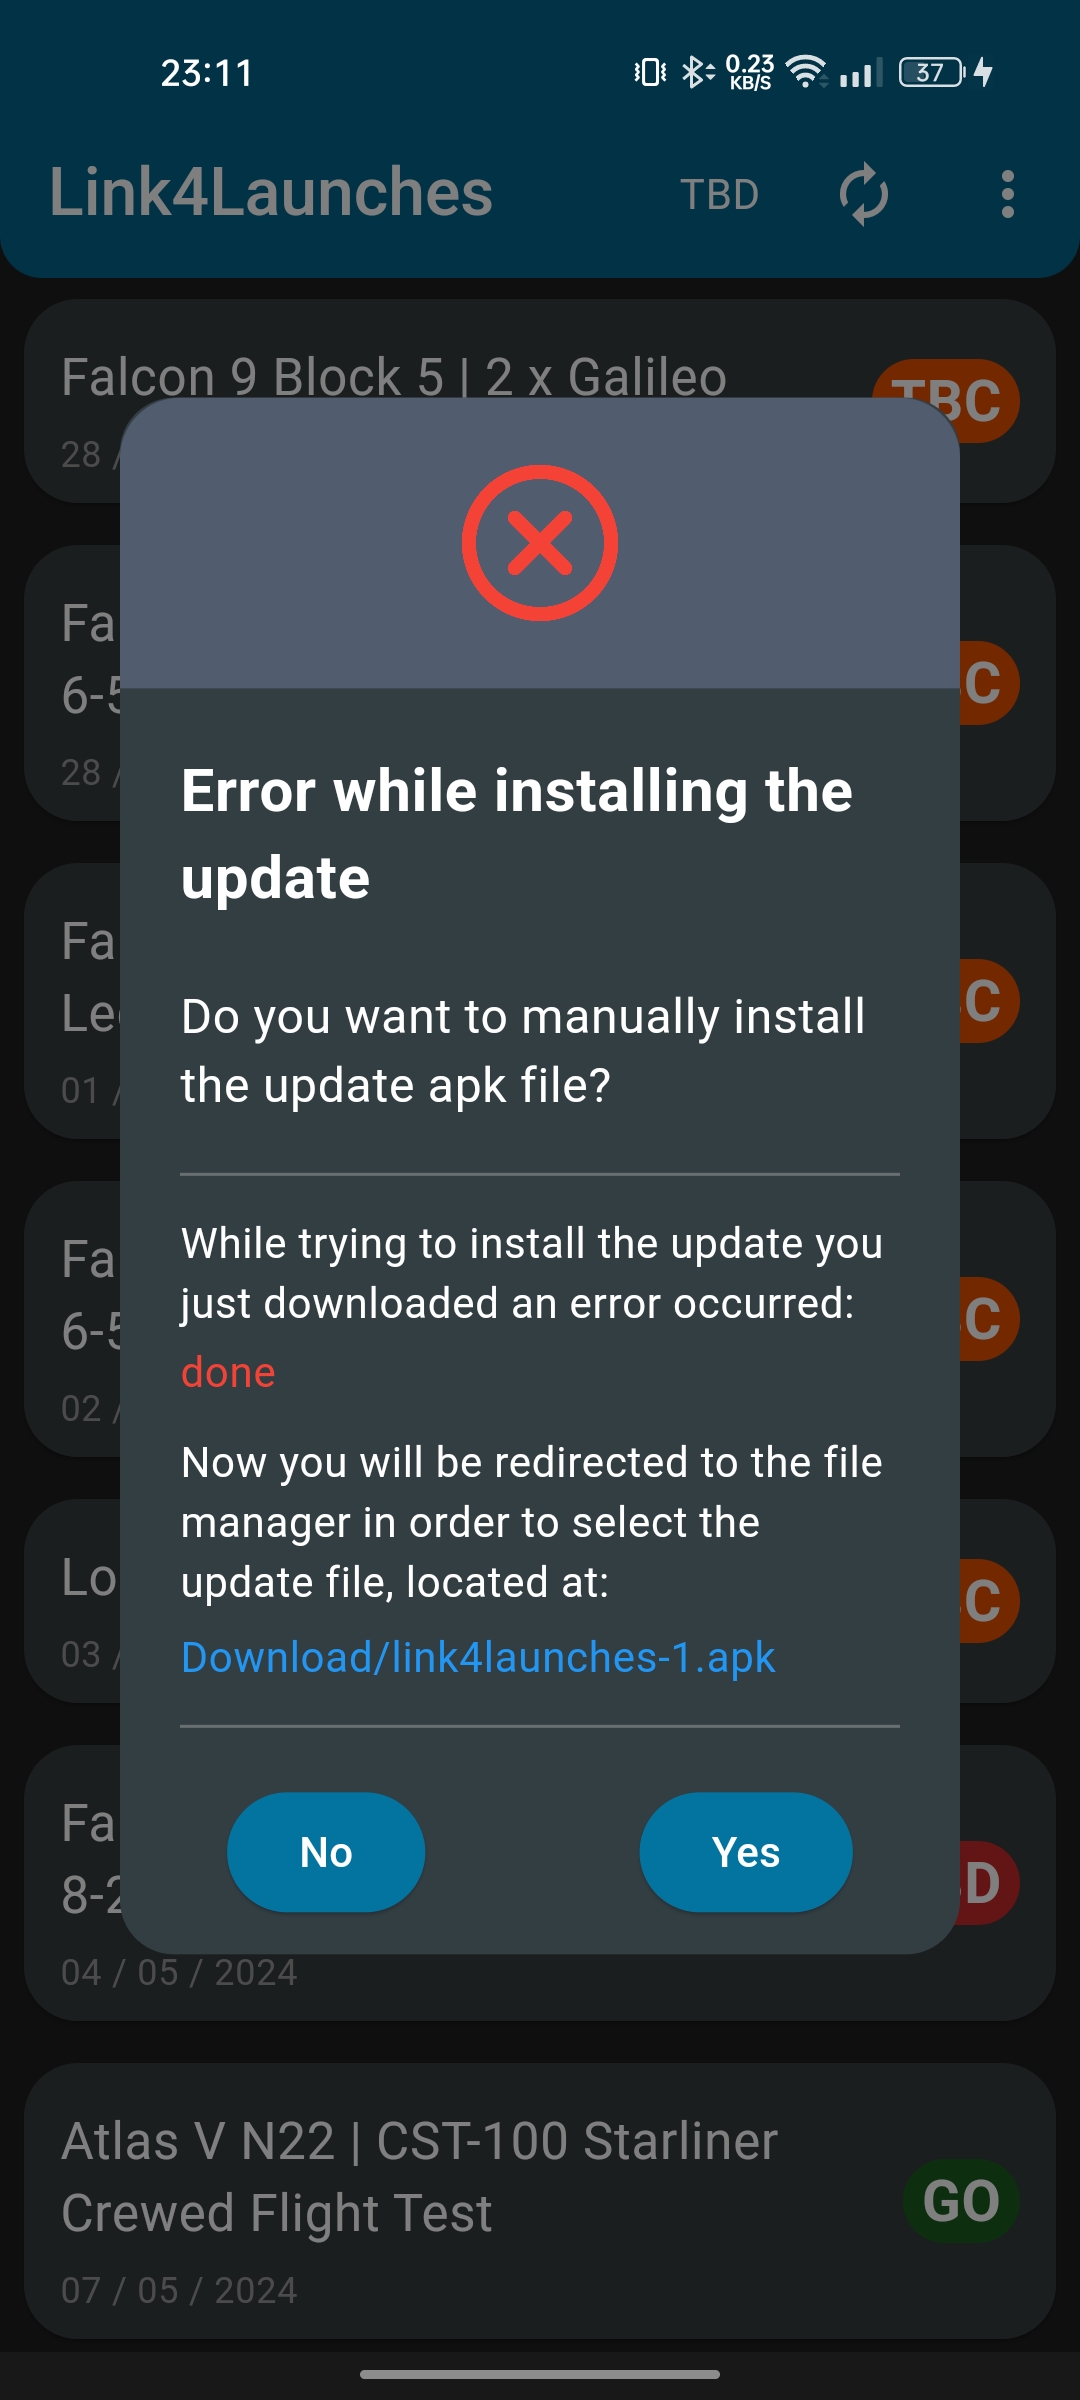 23:11
0.23
KB/S
37
Link4Launches
TBD
Falcon 9 Block 5 | 2 x Galileo
TBC
28 /
Fa
6-5
28 /
Fa
01 /
Fa
6-5
02 /
Lo
03 /
Fa
8-2
04 / 05 / 2024
Error while installing the
update
Do you want to manually install
the update apk file?
While trying to install the update you
just downloaded an error occurred:
done
Now you will be redirected to the file
manager in order to select the
update file, located at:
Download/link4launches-1.apk
No
Yes
Atlas V N22 | CST-100 Starliner
Crewed Flight Test
GO
07 / 05 / 2024